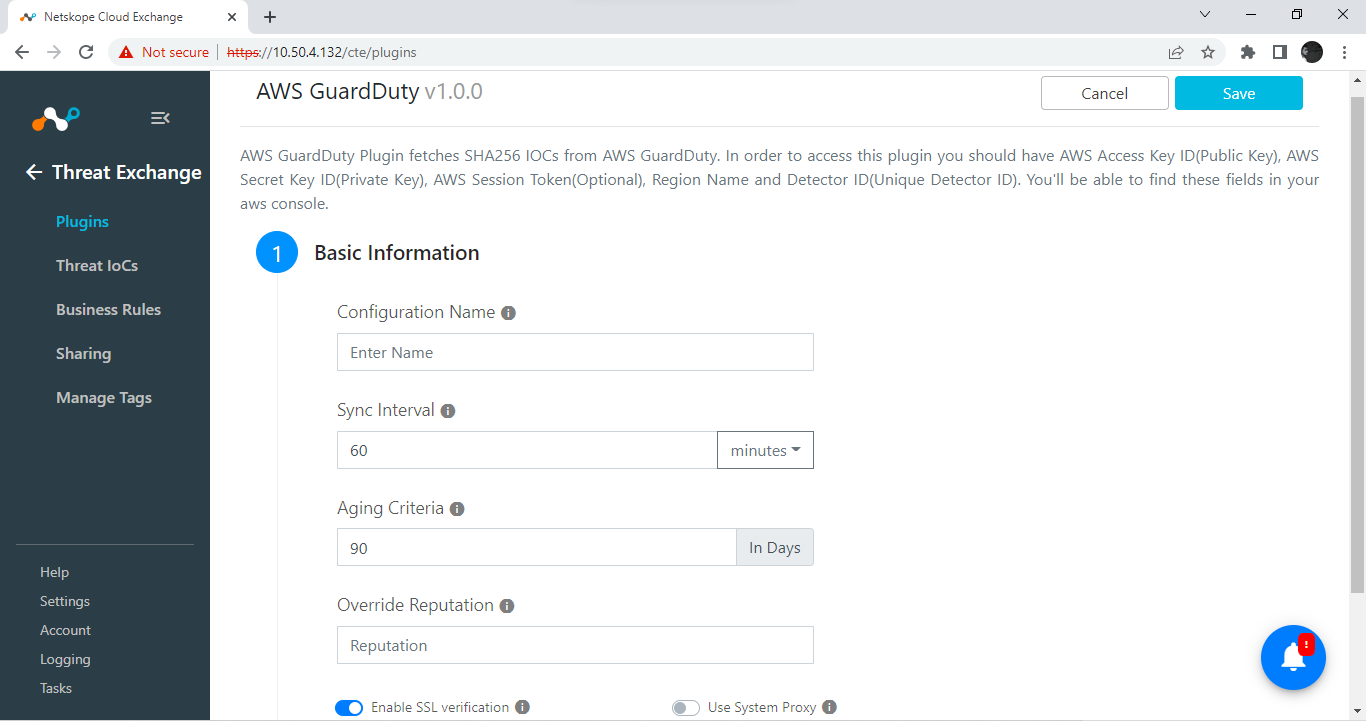 Netskope Cloud Exchange
Not secure https://10.50.4.132/cte/plugins
AWS GuardDuty v1.0.0
Cancel
Save
Threat Exchange
Plugins
Threat IoCs
Business Rules
Sharing
Manage Tags
Help
Settings
Account
Logging
Tasks
AWS GuardDuty Plugin fetches SHA256 IOCs from AWS GuardDuty. In order to access this plugin you should have AWS Access Key ID(Public Key), AWS
Secret Key ID(Private Key), AWS Session Token(Optional), Region Name and Detector ID(Unique Detector ID). You'll be able to find these fields in your
aws console.
1 Basic Information
Configuration Name
Enter Name
Sync Interval
60 minutes
Aging Criteria
90 In Days
Override Reputation
Reputation
Enable SSL verification
Use System Proxy